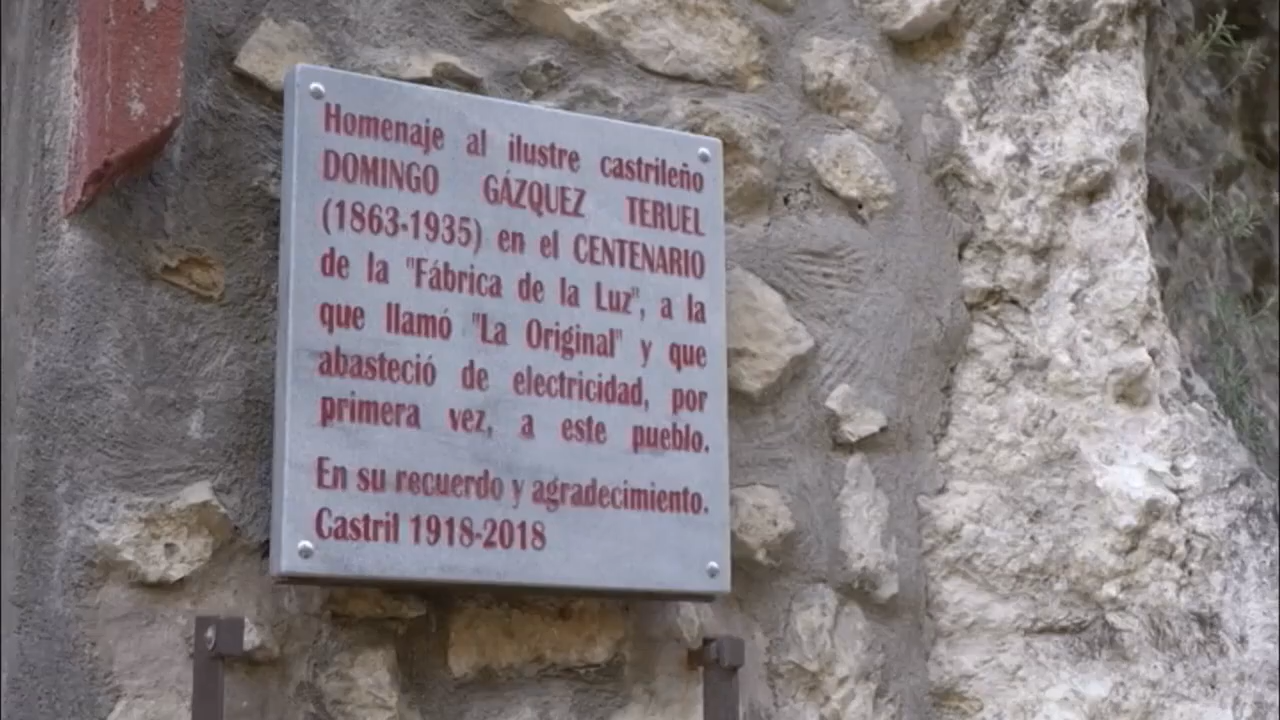 Homenaje al ilustre castrileño
DOMINGO GÁZQUEZ TERUEL
(1863-1935) en el CENTENARIO
de la "Fábrica de la Luz", a la
que llamó "La Original" y que
abasteció de electricidad, por
primera vez, a este pueblo.
En su recuerdo y agradecimiento.
Castril 1918-2018